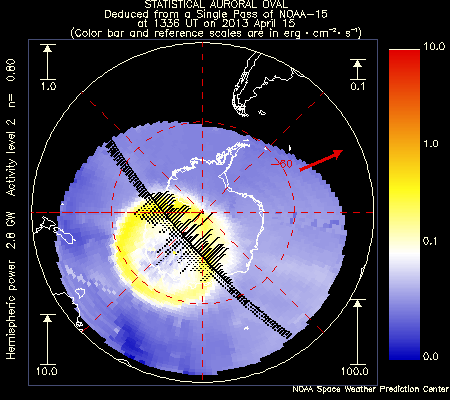 STATISTICAL AURORAL OVAL
Deduced from a Single Pass of NOAA-15
at 1336 UT on 2013 April 15
(Color bar and reference scales are in erg·cm⁻²·s⁻¹)
Hemispheric power 2.8 GW Activity level 2 n= 0.80
1.0
0.1
10.0
1.0
0.1
0.0
-60
10.0
100.0
NOAA Space Weather Prediction Center